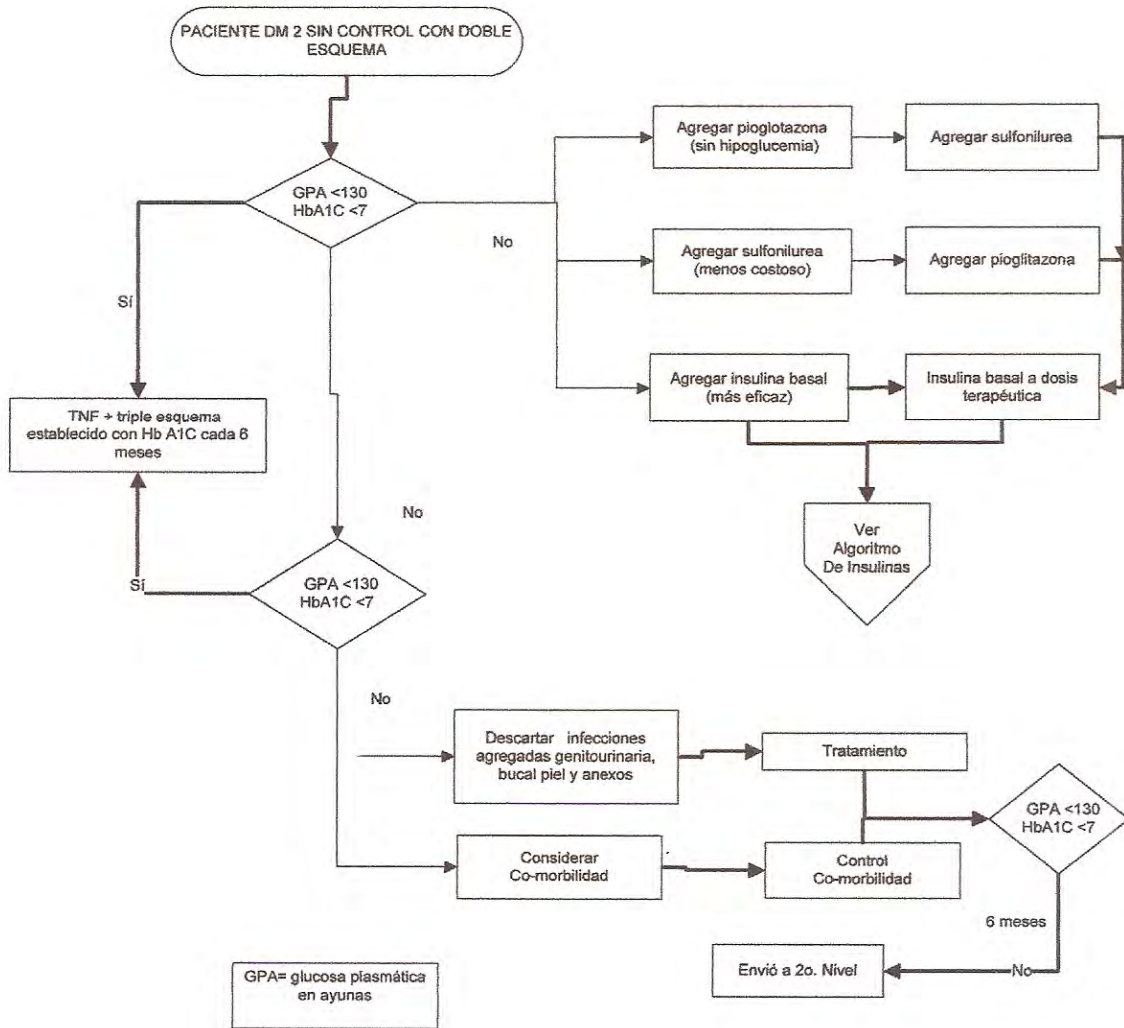 PACIENTE DM 2 SIN CONTROL CON DOBLE
ESQUEMA
GPA <130
HbA1C <7
No
Sí
Agregar pioglotazona
(sin hipoglucemia)
Agregar sulfonilurea
Agregar sulfonilurea
(menos costoso)
Agregar pioglitazona
Agregar insulina basal
(más eficaz)
Insulina basal a dosis
terapéutica
TNF + triple esquema
establecido con Hb A1C cada 6
meses
Ver
Algoritmo
De Insulinas
No
GPA <130
HbA1C <7
Sí
No
Descartar infecciones
agregadas genitourinaria,
bucal piel y anexos
Tratamiento
GPA <130
HbA1C <7
Considerar
Co-morbilidad
Control
Co-morbilidad
6 meses
Envió a 2o. Nivel
No
GPA= glucosa plasmática
en ayunas